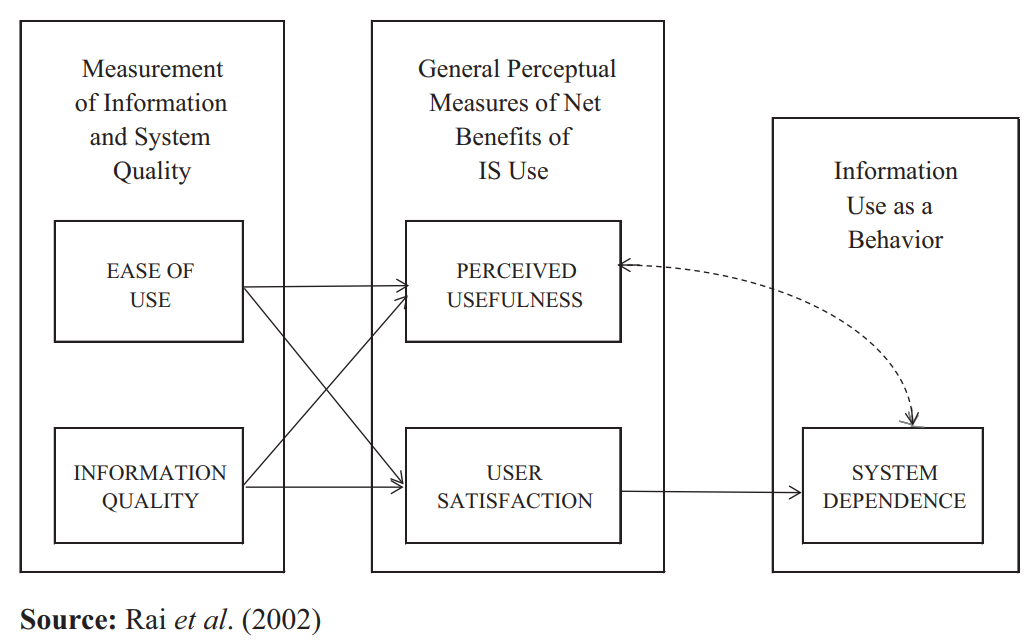 Measurement
of Information
and System
Quality
EASE OF
USE
INFORMATION
QUALITY
General Perceptual
Measures of Net
Benefits of
IS Use
PERCEIVED
USEFULNESS
USER
SATISFACTION
Information
Use as a
Behavior
SYSTEM
DEPENDENCE
Source: Rai et al. (2002)